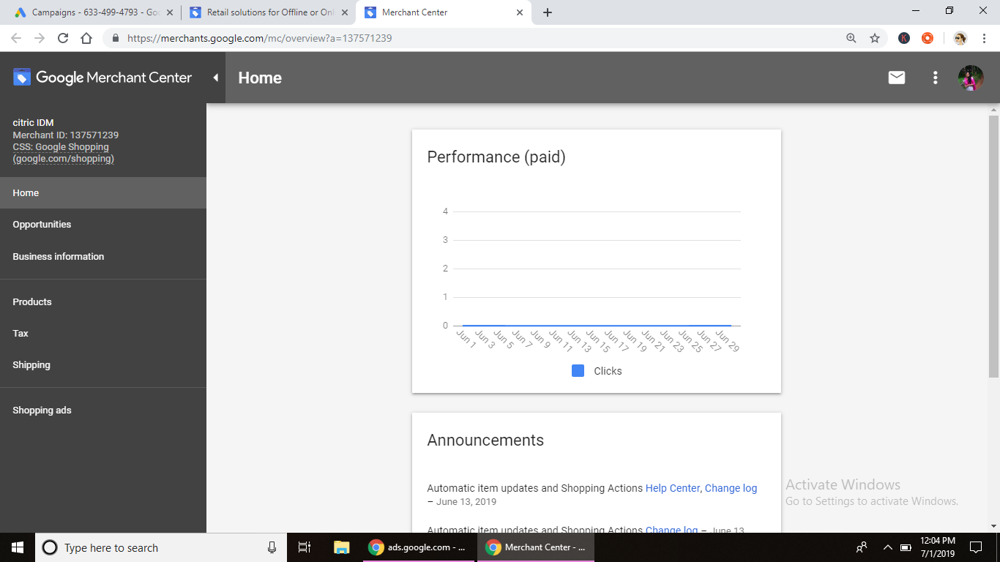 Campaigns - 633-499-4793 - Goo
Retail solutions for Offline or Onl
Merchant Center
https://merchants.google.com/mc/overview?a=137571239
K
Google Merchant Center
Home
citric IDM
Merchant ID: 137571239
CSS: Google Shopping
(google.com/shopping)
Home
Opportunities
Business information
Products
Tax
Shipping
Shopping ads
Performance (paid)
4
3
2
1
0
Jun 1
Jun 3
Jun 5
Jun 7
Jun 9
Jun 11
Jun 13
Jun 15
Jun 17
Jun 19
Jun 21
Jun 23
Jun 25
Jun 27
Jun 29
Clicks
Announcements
Automatic item updates and Shopping Actions Help Center, Change log
– June 13, 2019
Automatic item updates and Shopping Actions Change log – June 13
Activate Windows
Go to Settings to activate Windows.
Type here to search
ads.google.com - ...
Merchant Center - ...
12:04 PM
7/1/2019